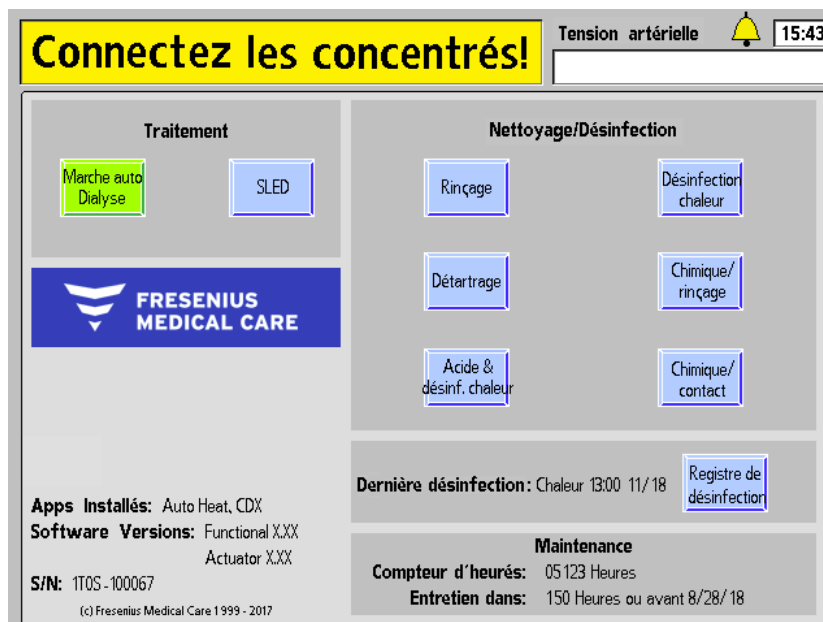 Connectez les concentrés!
Tension artérielle
15:43
Traitement
Marche auto
Dialyse
SLED
Nettoyage/Désinfection
Rinçage
Désinfection
chaleur
Détartrage
Chimique/
rinçage
Acide &
désinf. chaleur
Chimique/
contact
FRESENIUS
MEDICAL CARE
Dernière désinfection: Chaleur 13:00 11/18
Registre de
désinfection
Apps Installés: Auto Heat, CDX
Software Versions: Functional X.XX
Actuator X.XX
S/N: 1TOS-100067
(c) Fresenius Medical Care 1999 - 2017
Maintenance
Compteur d'heurés: 05123 Heures
Entretien dans: 150 Heures ou avant 8/28/18